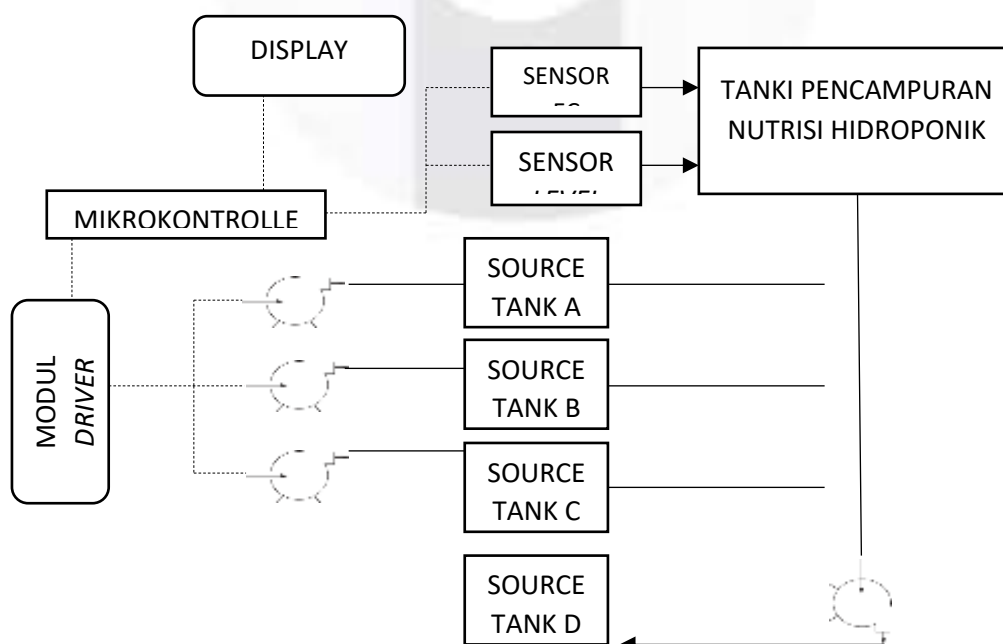 DISPLAY
SENSOR
TANKI PENCAMPURAN
NUTRISI HIDROPONIK
SENSOR
MIKROKONTROLLE
SOURCE
TANK A
MODUL
DRIVER
SOURCE
TANK B
SOURCE
TANK C
SOURCE
TANK D